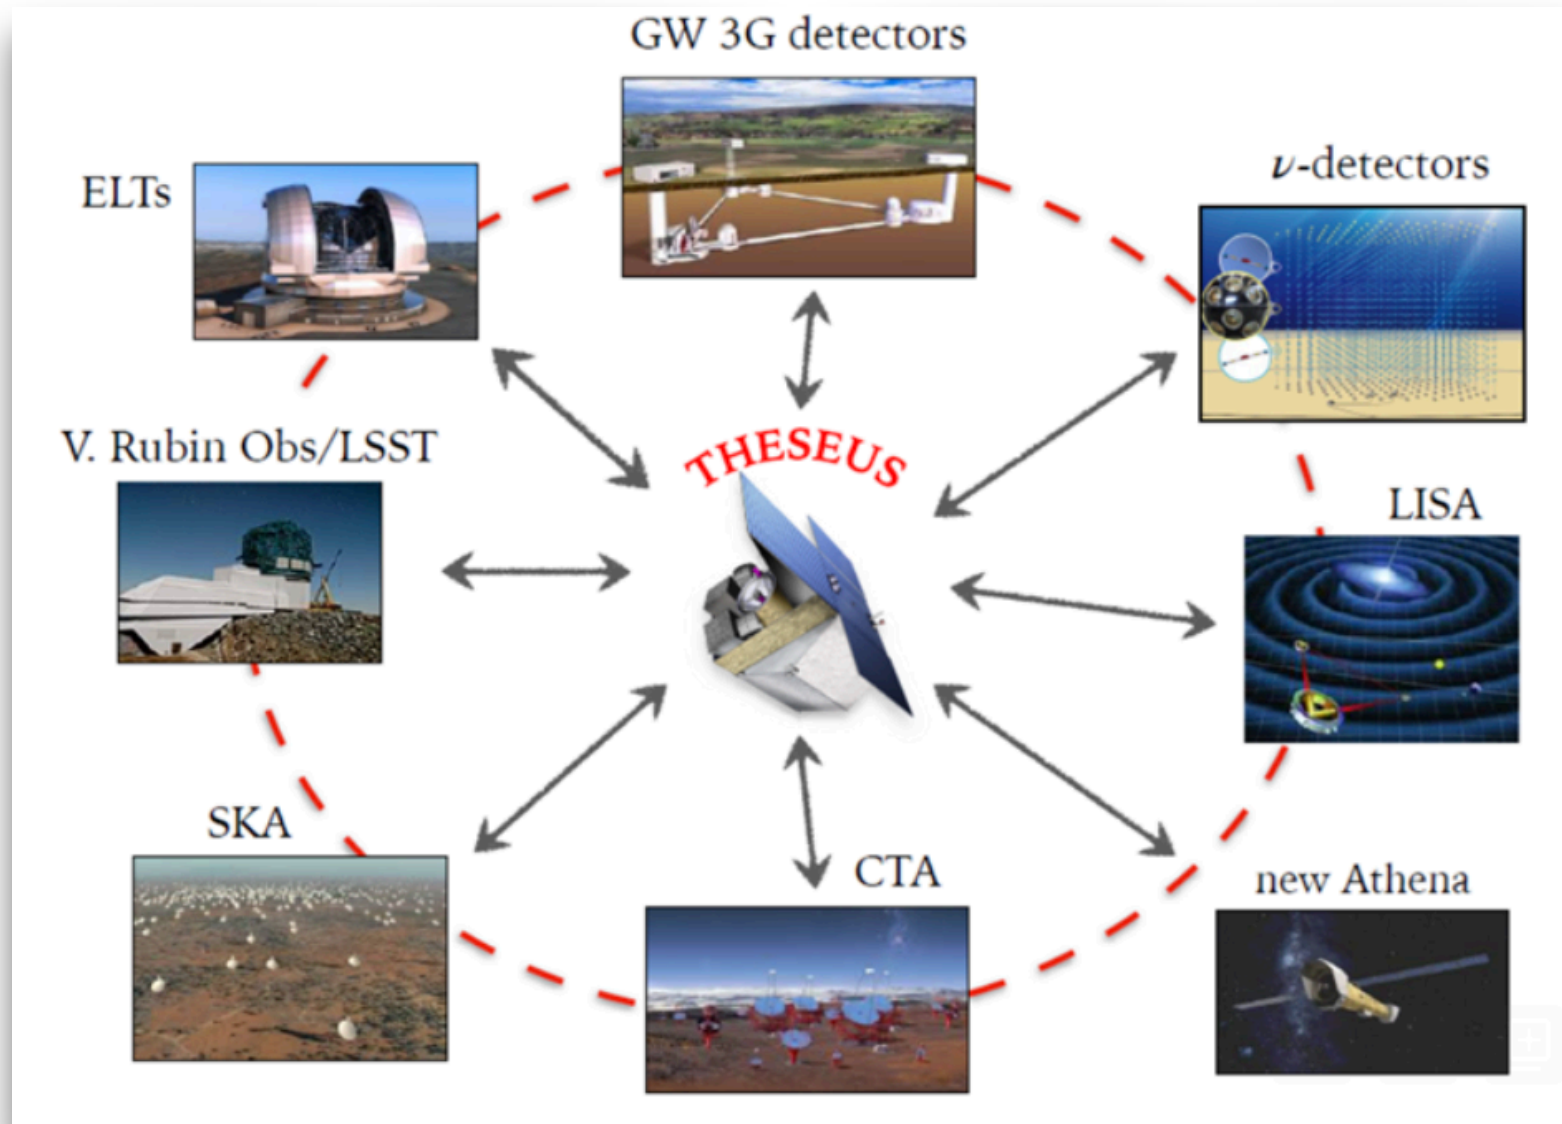 GW 3G detectors
ELTs
ν-detectors
THESEUS
V. Rubin Obs/LSST
LISA
SKA
CTA
new Athena